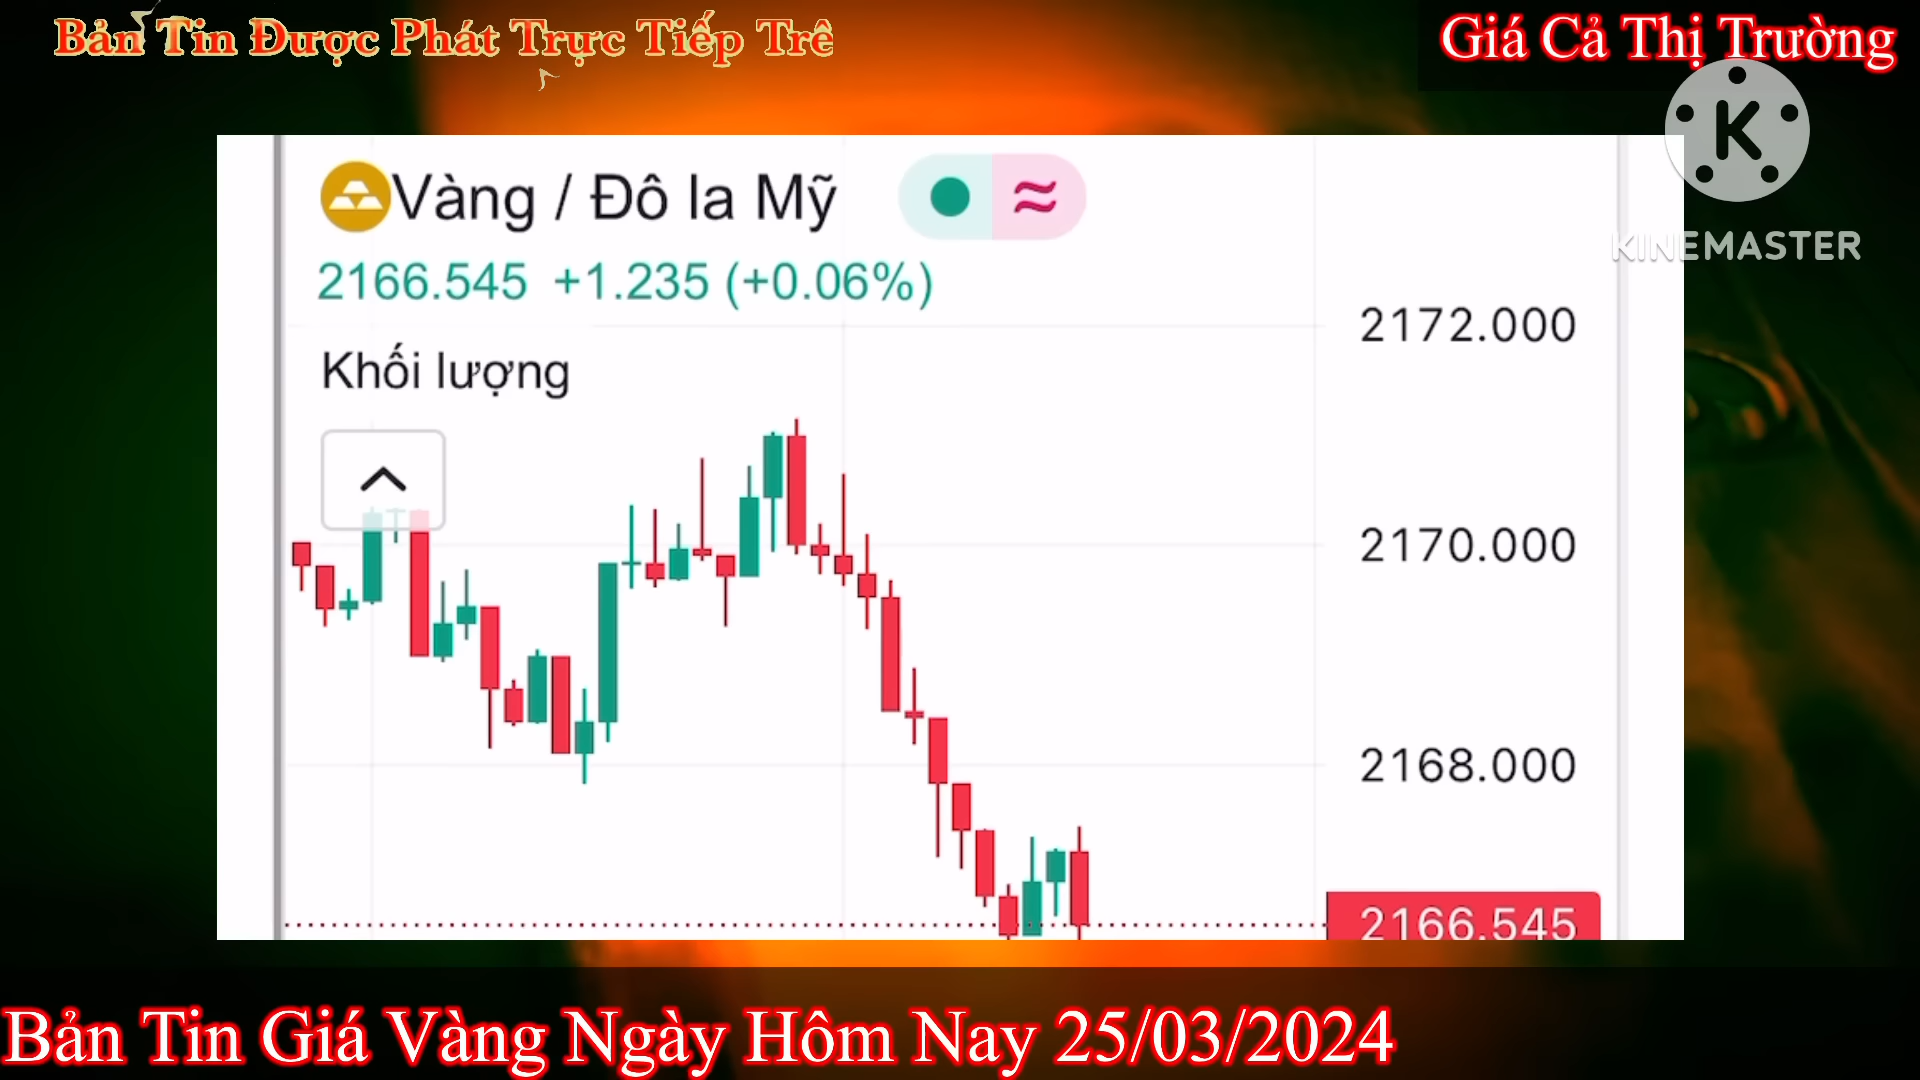 Bản Tin Được Phát Trực Tiếp Trê
Giá Cả Thị Trường
K
KINEMASTER
Vàng / Đô la Mỹ
2166.545 +1.235 (+0.06%)
2172.000
Khối lượng
2170.000
2168.000
2166.545
Bản Tin Giá Vàng Ngày Hôm Nay 25/03/2024